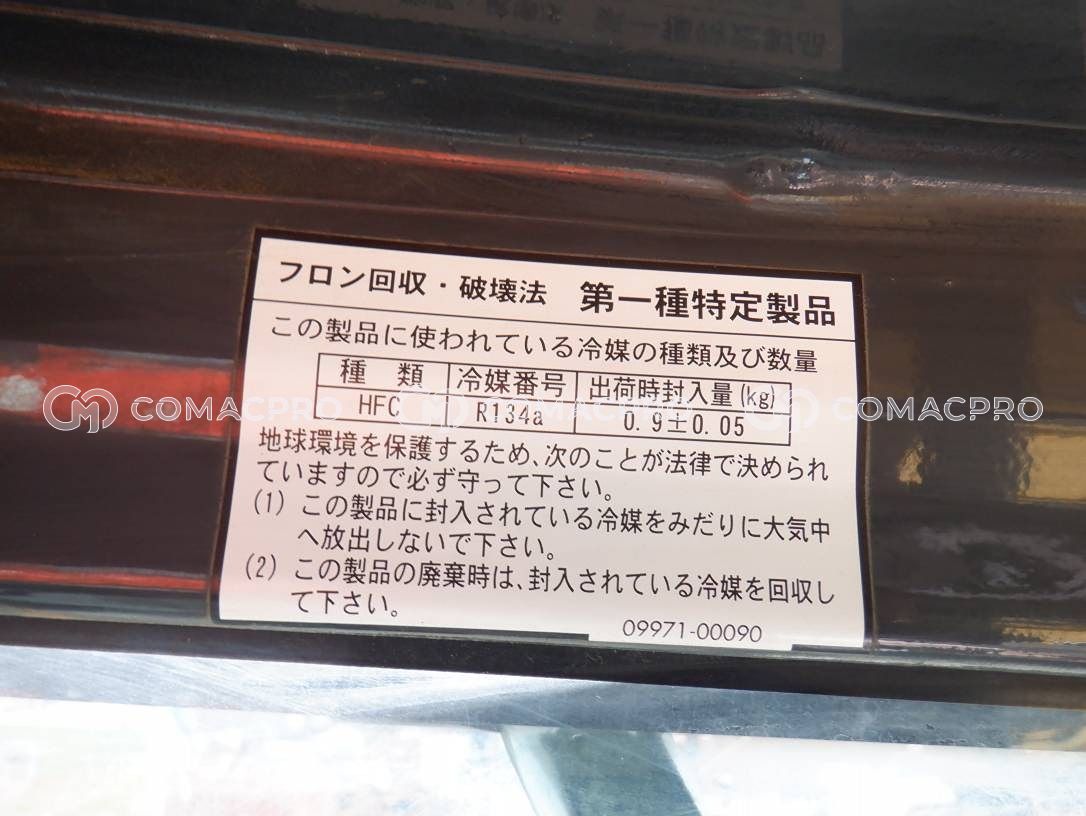 フロン回収・破壊法 第一種特定製品
この製品に使われている冷媒の種類及び数量
種 類 冷媒番号 出荷時封入量(kg)
HFC R134a 0.9±0.05
地球環境を保護するため、次のことが法律で決められ
ていますので必ず守って下さい。
(1) この製品に封入されている冷媒をみだりに大気中
へ放出しないで下さい。
(2) この製品の廃棄時は、封入されている冷媒を回収し
て下さい。
09971-00090
COMACPRO COMACPRO COMACPRO